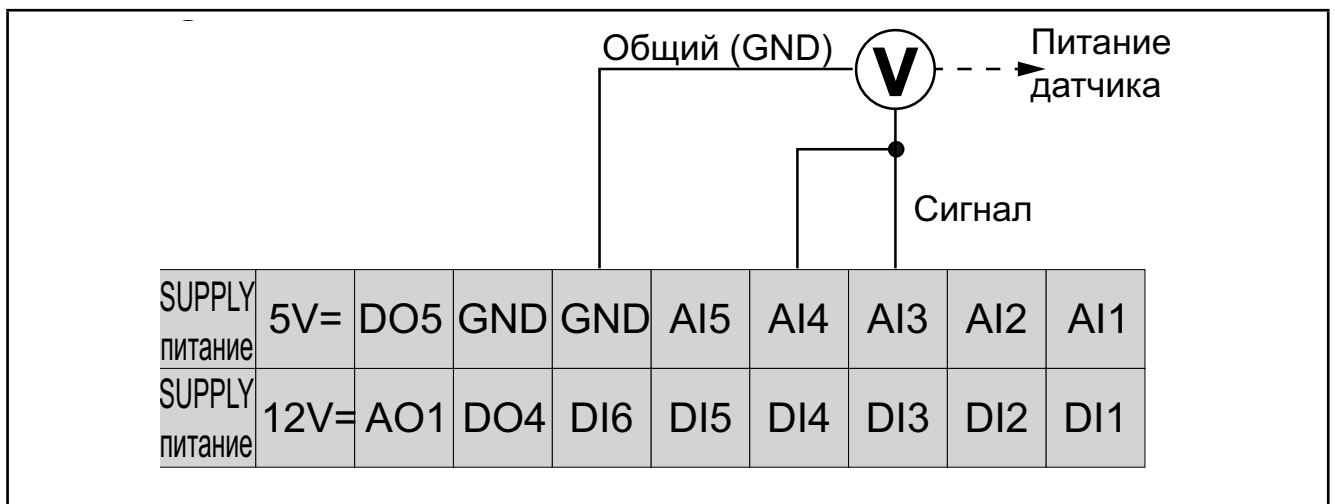 Общий (GND)
V
Питание
датчика
Сигнал
SUPPLY
питание
5V= DO5 GND GND AI5 AI4 AI3 AI2 AI1
SUPPLY
питание
12V= AO1 DO4 DI6 DI5 DI4 DI3 DI2 DI1